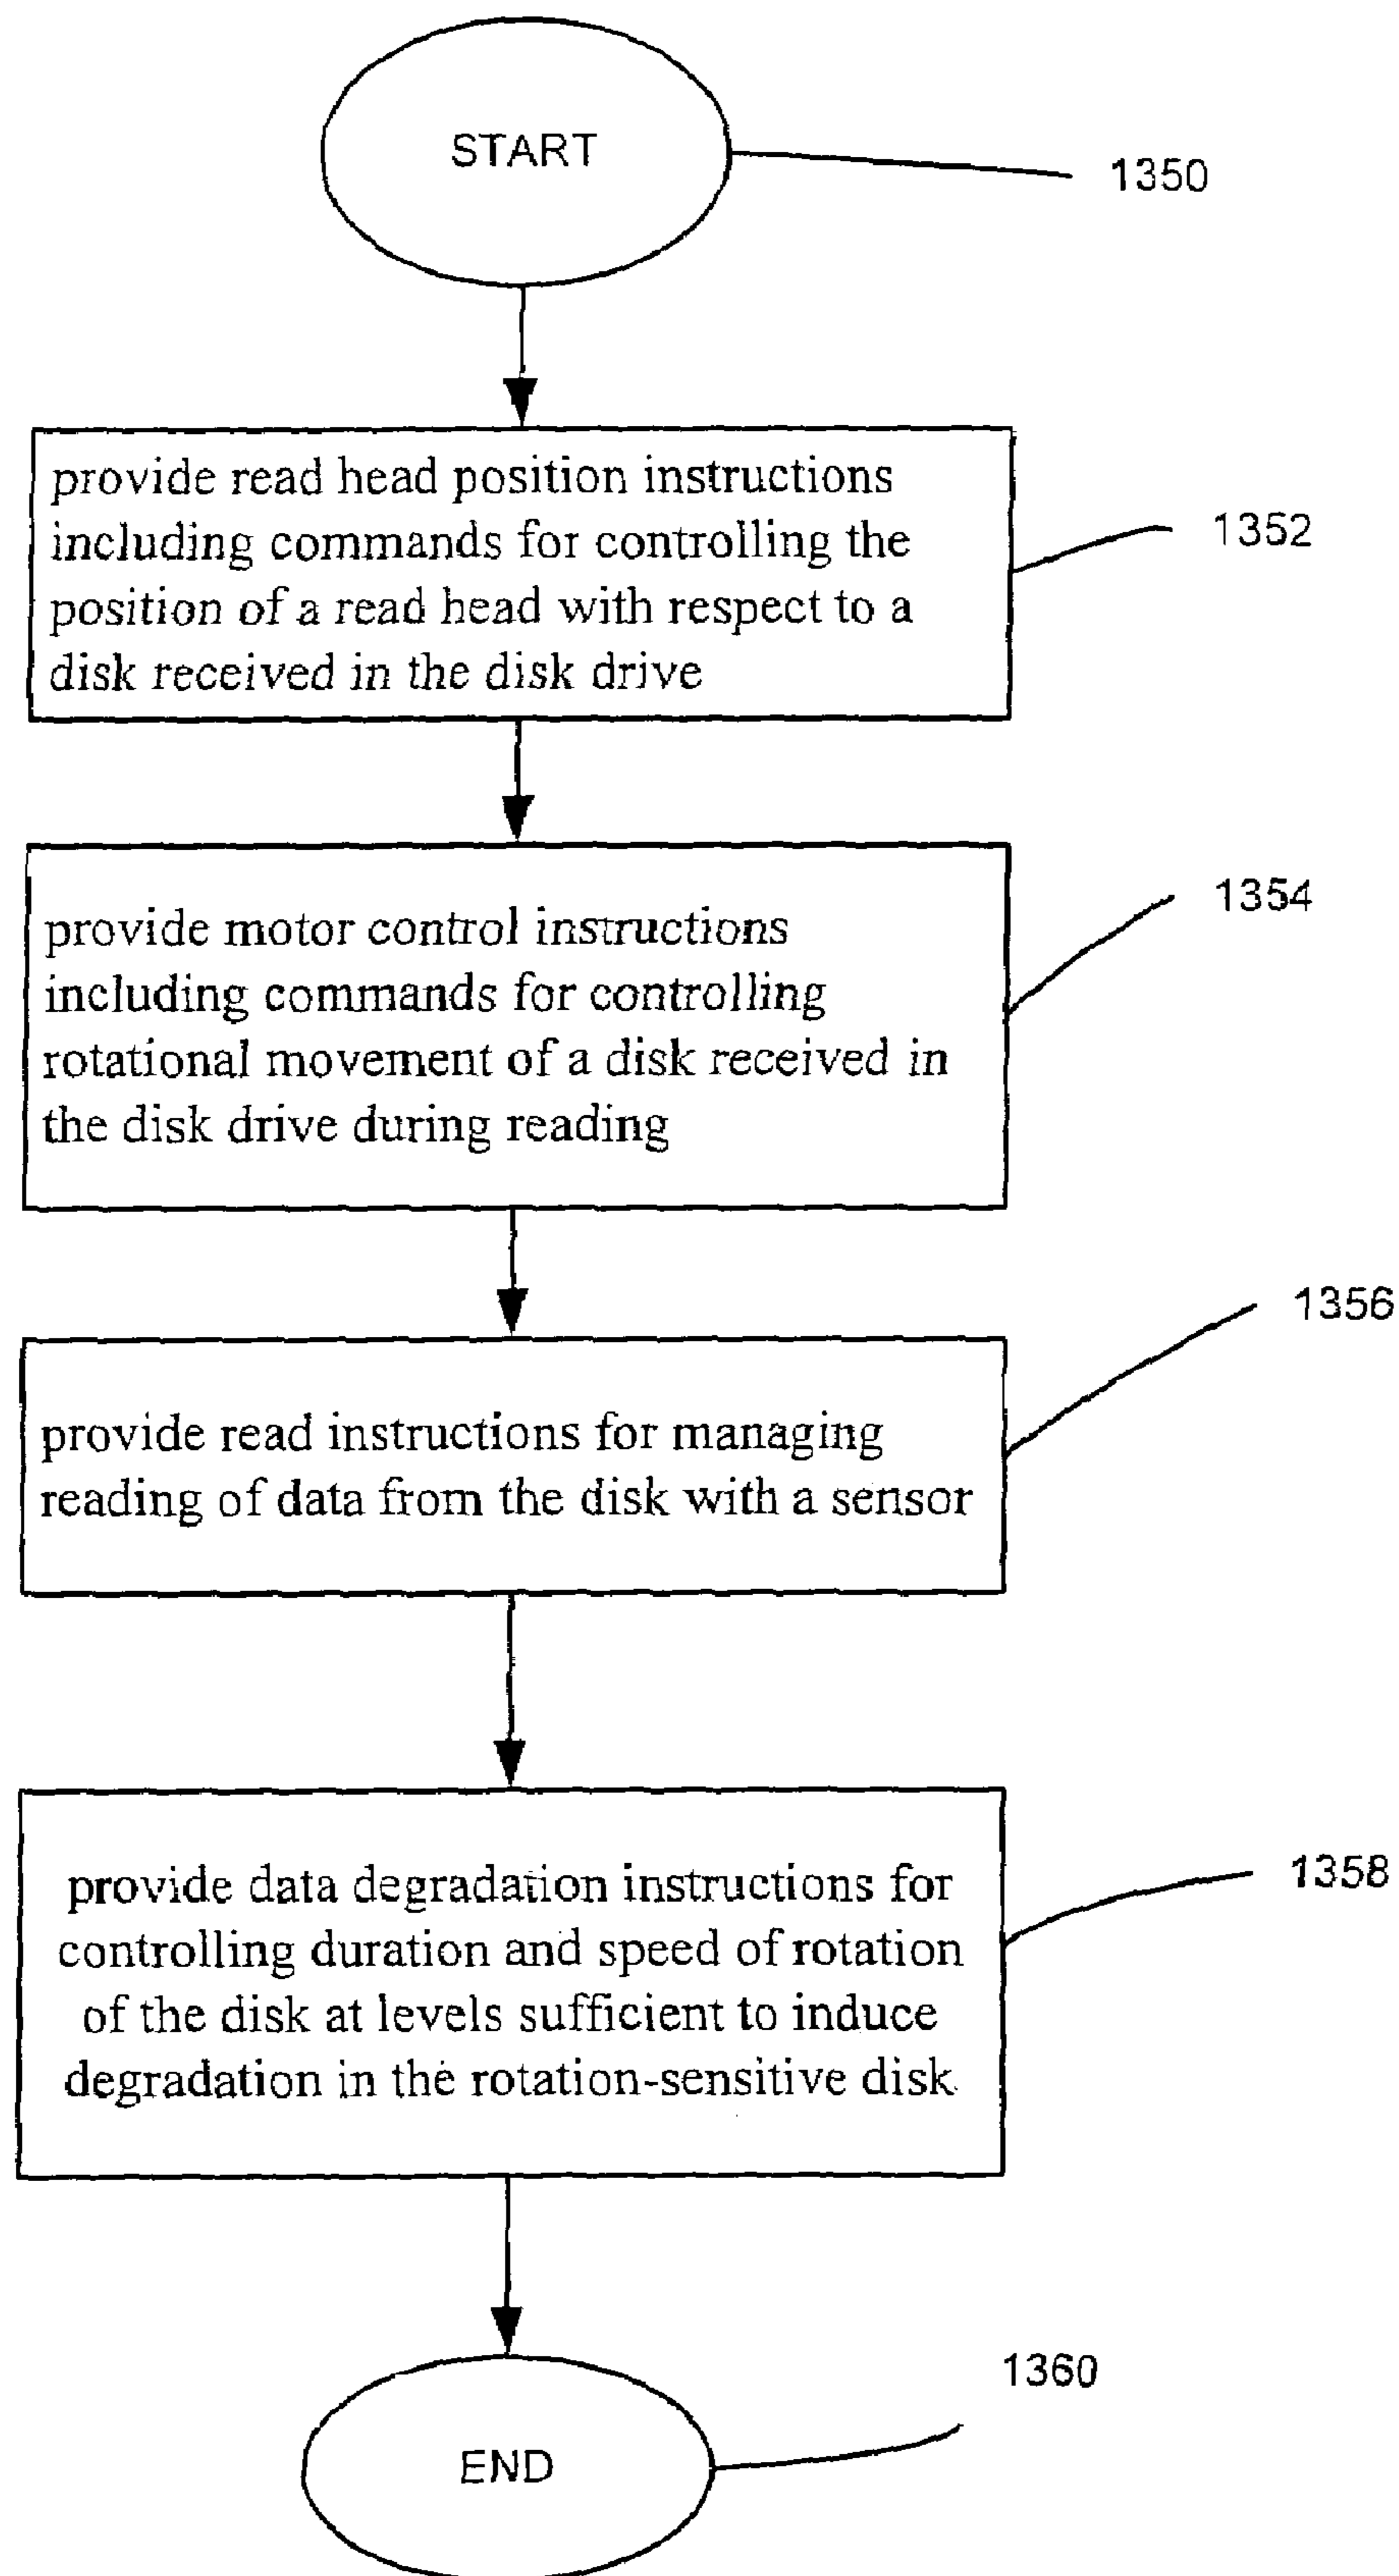 START
1350
provide read head position instructions
including commands for controlling the
position of a read head with respect to a
disk received in the disk drive
1352
provide motor control instructions
including commands for controlling
rotational movement of a disk received in
the disk drive during reading
1354
provide read instructions for managing
reading of data from the disk with a sensor
1356
provide data degradation instructions for
controlling duration and speed of rotation
of the disk at levels sufficient to induce
degradation in the rotation-sensitive disk
1358
END
1360